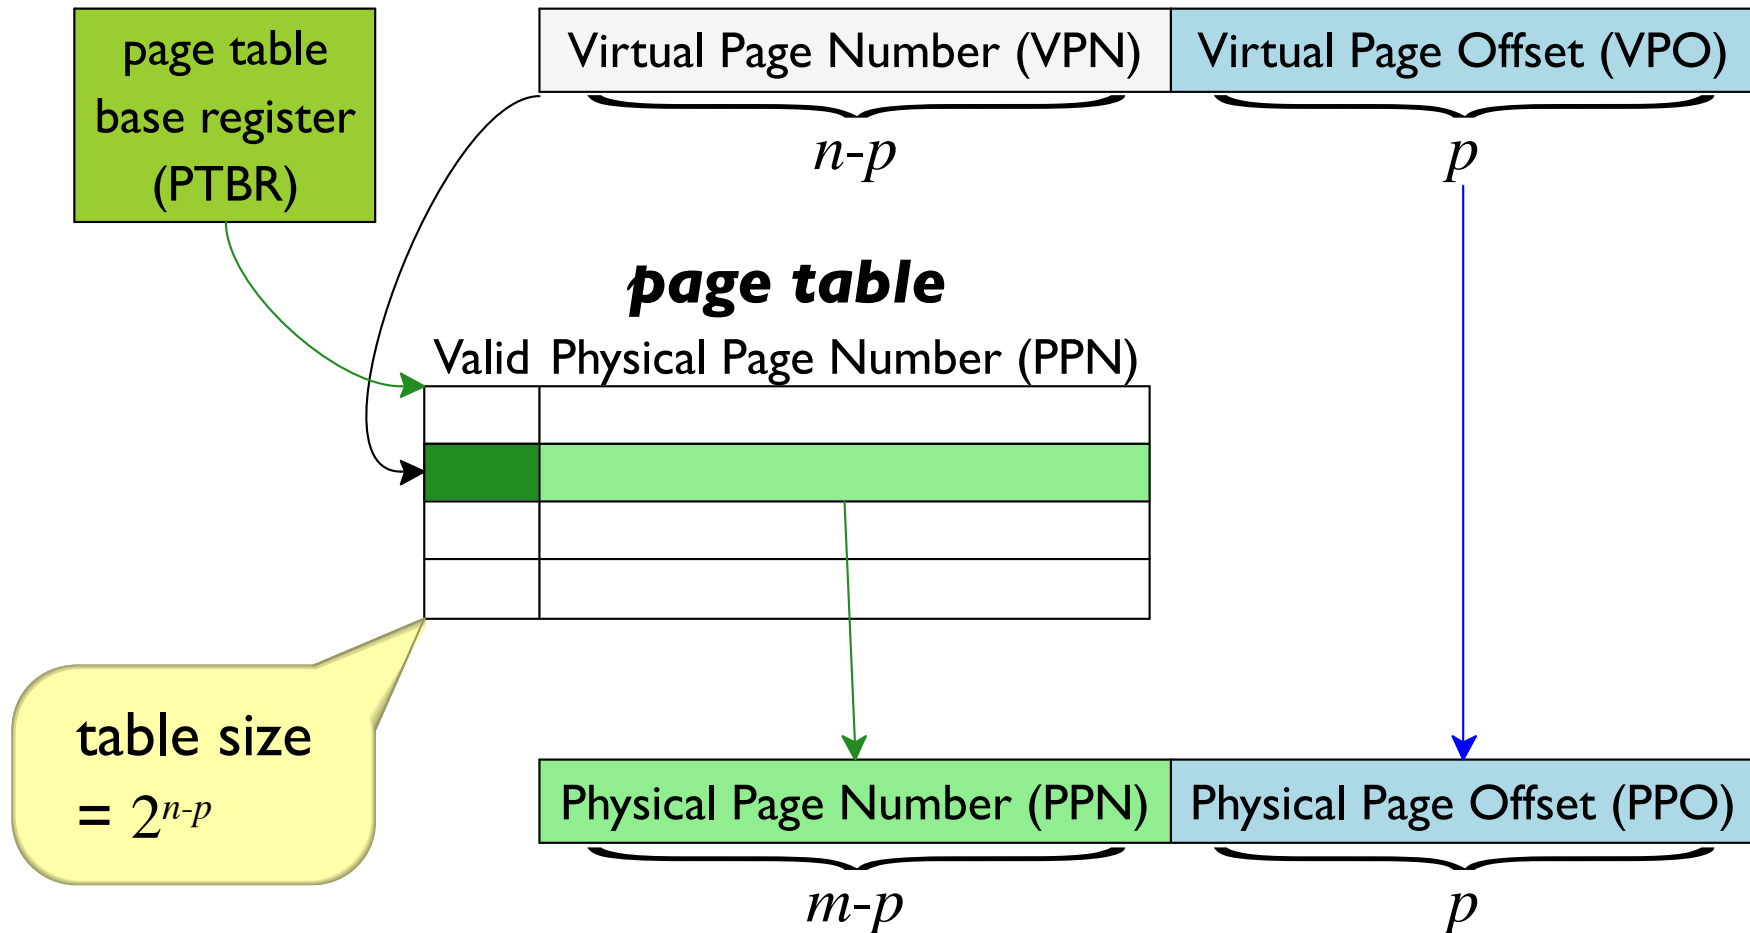 page table
base register
(PTBR)
Virtual Page Number (VPN) Virtual Page Offset (VPO)
n-p p
page table
Valid Physical Page Number (PPN)
table size
= 2^{n-p}
Physical Page Number (PPN) Physical Page Offset (PPO)
m-p p